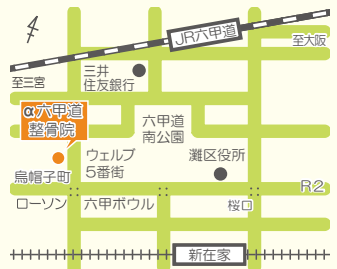 JR六甲道
至大阪
三井
住友銀行
至三宮
α六甲道
整骨院
六甲道
南公園
ウェルブ
5番街
灘区役所
烏帽子町
R2
ローソン
六甲ボウル
桜口
新在家